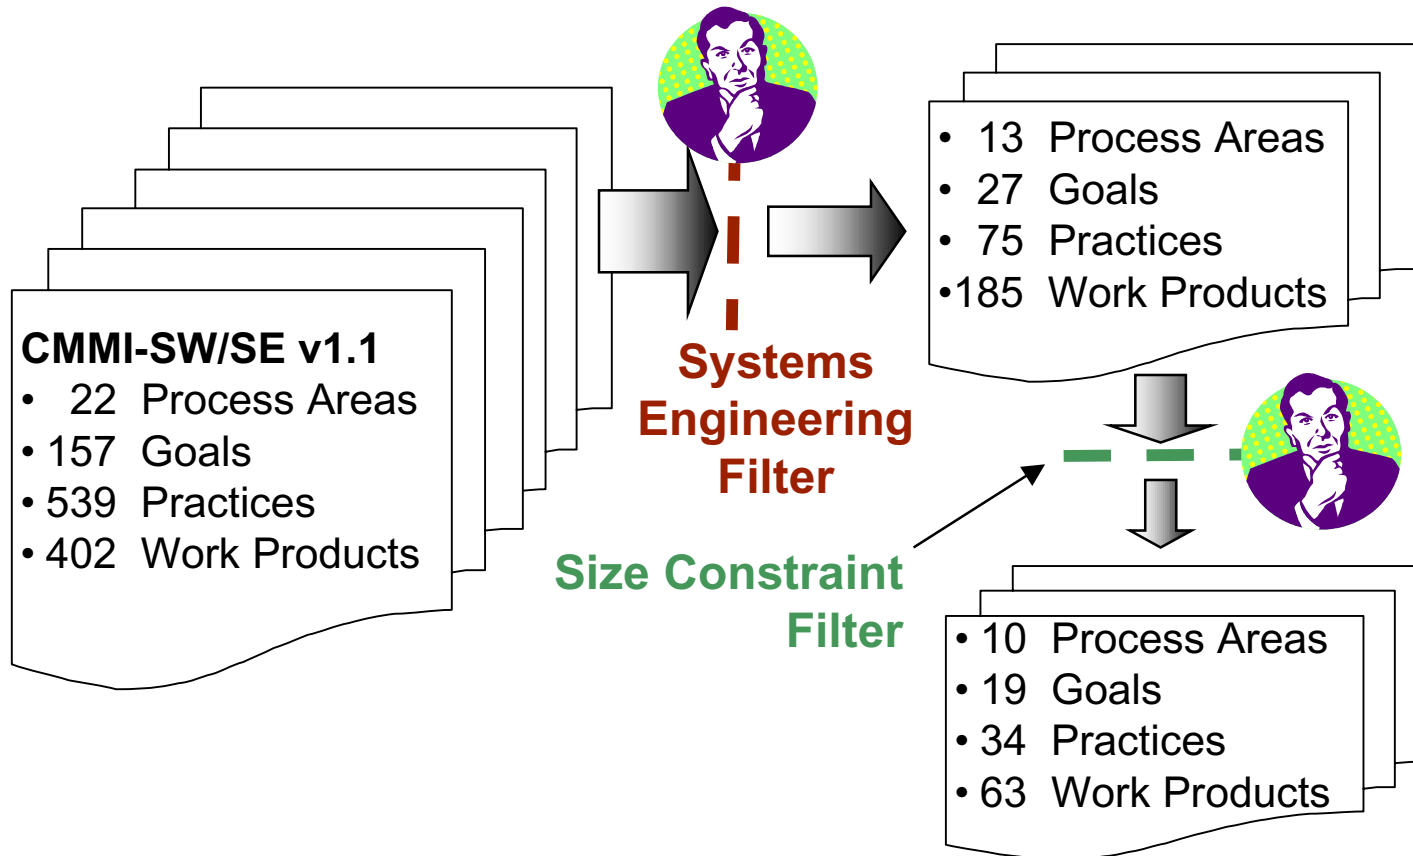 CMMI-SW/SE v1.1
• 22 Process Areas
• 157 Goals
• 539 Practices
• 402 Work Products
Systems
Engineering
Filter
• 13 Process Areas
• 27 Goals
• 75 Practices
•185 Work Products
Size Constraint
Filter
• 10 Process Areas
• 19 Goals
• 34 Practices
• 63 Work Products